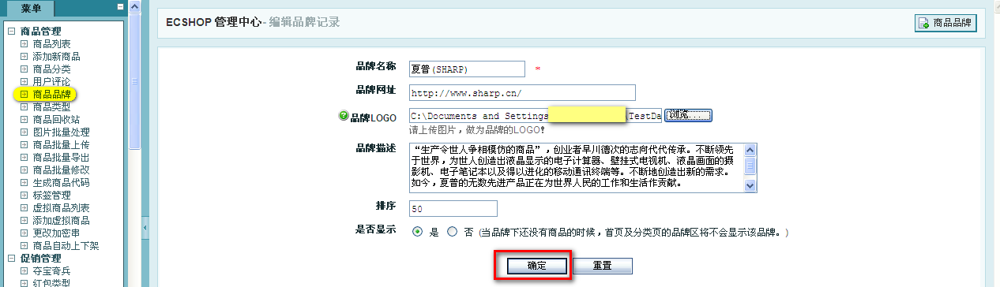 菜单
商品管理
商品列表
添加新商品
商品分类
用户评论
商品品牌
商品类型
商品回收站
图片批量处理
商品批量上传
商品批量导出
商品批量修改
生成商品代码
标签管理
虚拟商品列表
添加虚拟商品
更改加密串
商品自动上下架
促销管理
夺宝奇兵
红包类型
ECSHOP 管理中心 - 编辑品牌记录
商品品牌
品牌名称 夏普(SHARP) *
品牌网址 http://www.sharp.cn/
品牌LOGO C:\Documents and Settings \TestDa 浏览...
请上传图片，做为品牌的LOGO！
品牌描述 “生产令世人争相模仿的商品”，创业者早川德次的志向代代传承。不断领先
于世界，为世人创造出液晶显示的电子计算器、壁挂式电视机、液晶画面的摄
影机、电子笔记本以及得以进化的移动通讯终端等。不断地创造出新的需求。
如今，夏普的无数先进产品正在为世界人民的工作和生活作贡献。
排序 50
是否显示 是 否 (当品牌下还没有商品的时候，首页及分类页的品牌区将不会显示该品牌。)
确定 重置